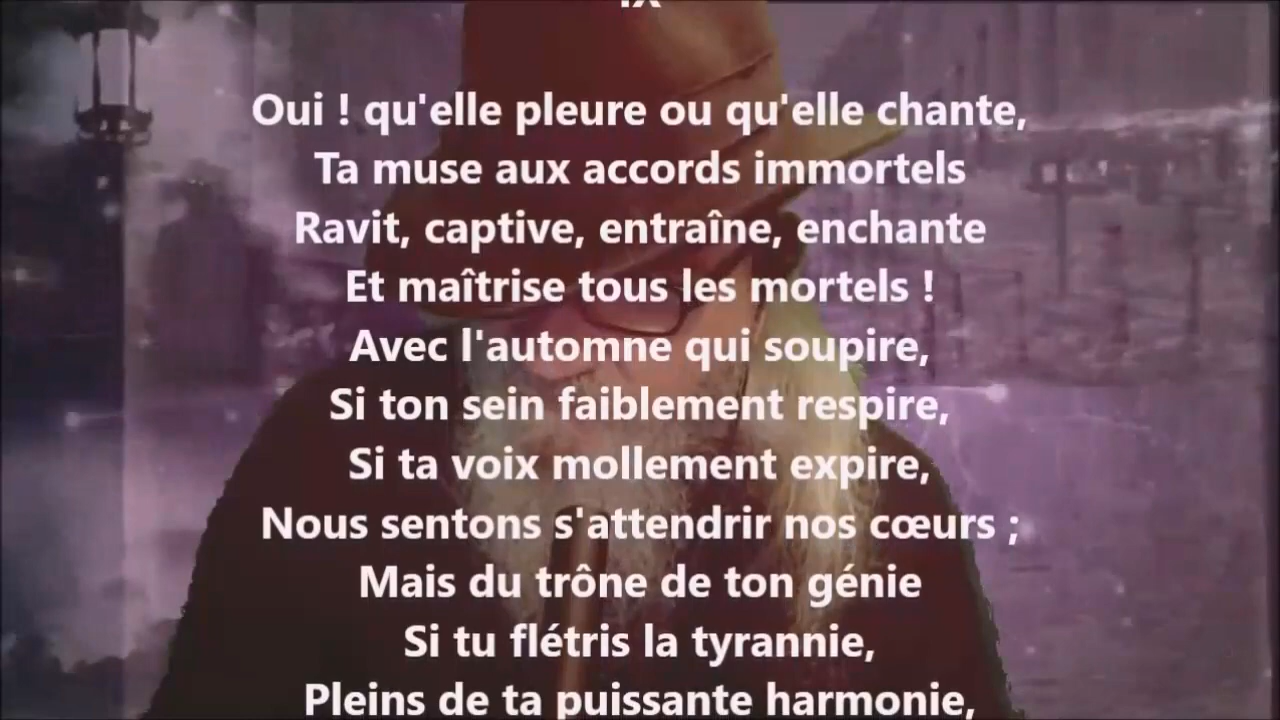 IX
Oui ! qu'elle pleure ou qu'elle chante,
Ta muse aux accords immortels
Ravit, captive, entraîne, enchante
Et maîtrise tous les mortels !
Avec l'automne qui soupire,
Si ton sein faiblement respire,
Si ta voix mollement expire,
Nous sentons s'attendrir nos cœurs ;
Mais du trône de ton génie
Si tu flétris la tyrannie,
Pleins de ta puissante harmonie,